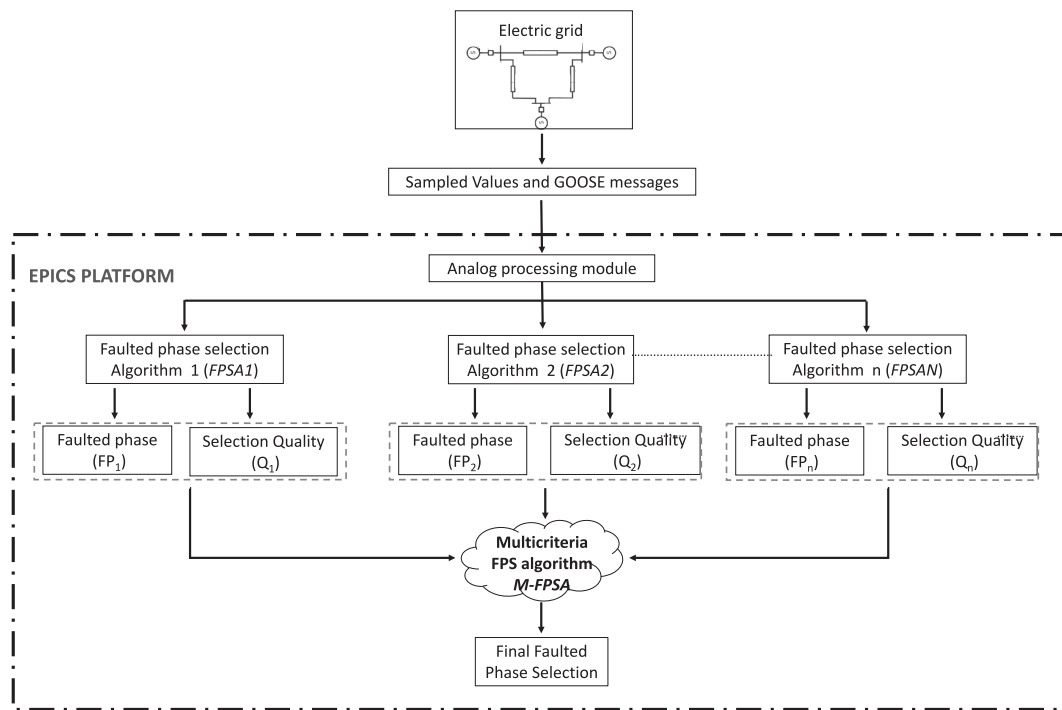 Electric grid
Sampled Values and GOOSE messages
EPICS PLATFORM
Analog processing module
Faulted phase selection
Algorithm 1 (FPSA1)
Faulted phase selection
Algorithm 2 (FPSA2)
Faulted phase selection
Algorithm n (FPSAN)
Faulted phase
(FP1)
Selection Quality
(Q1)
Faulted phase
(FP2)
Selection Quality
(Q2)
Faulted phase
(FPn)
Selection Quality
(Qn)
Multicriteria
FPS algorithm
M-FPSA
Final Faulted
Phase Selection